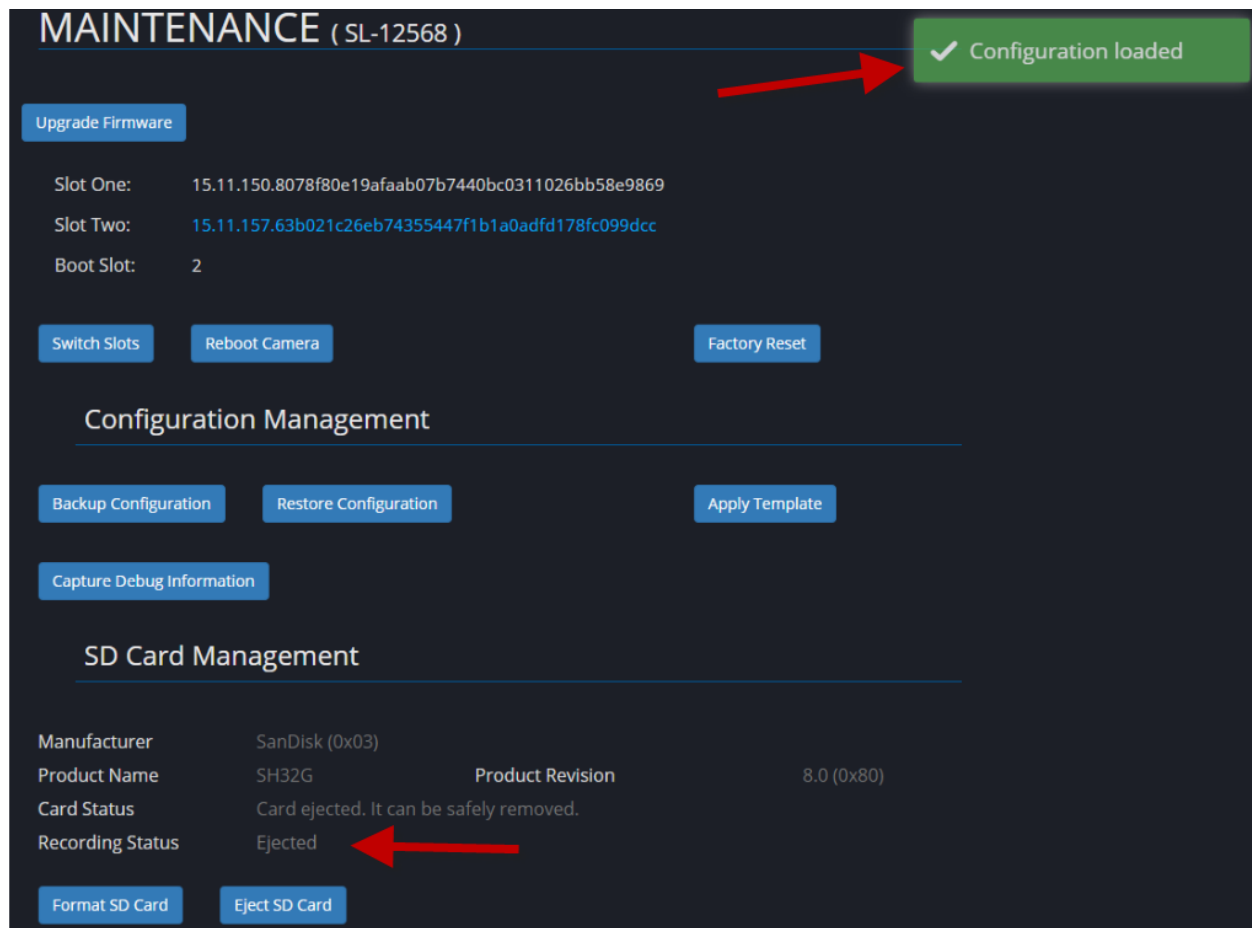 MAINTENANCE ( SL-12568 )
Configuration loaded
Upgrade Firmware
Slot One: 15.11.150.8078f80e19afaab07b7440bc0311026bb58e9869
Slot Two: 15.11.157.63b021c26eb74355447f1b1a0adfd178fc099dcc
Boot Slot: 2
Switch Slots Reboot Camera Factory Reset
Configuration Management
Backup Configuration Restore Configuration Apply Template
Capture Debug Information
SD Card Management
Manufacturer SanDisk (0x03)
Product Name SH32G Product Revision 8.0 (0x80)
Card Status Card ejected. It can be safely removed.
Recording Status Ejected
Format SD Card Eject SD Card